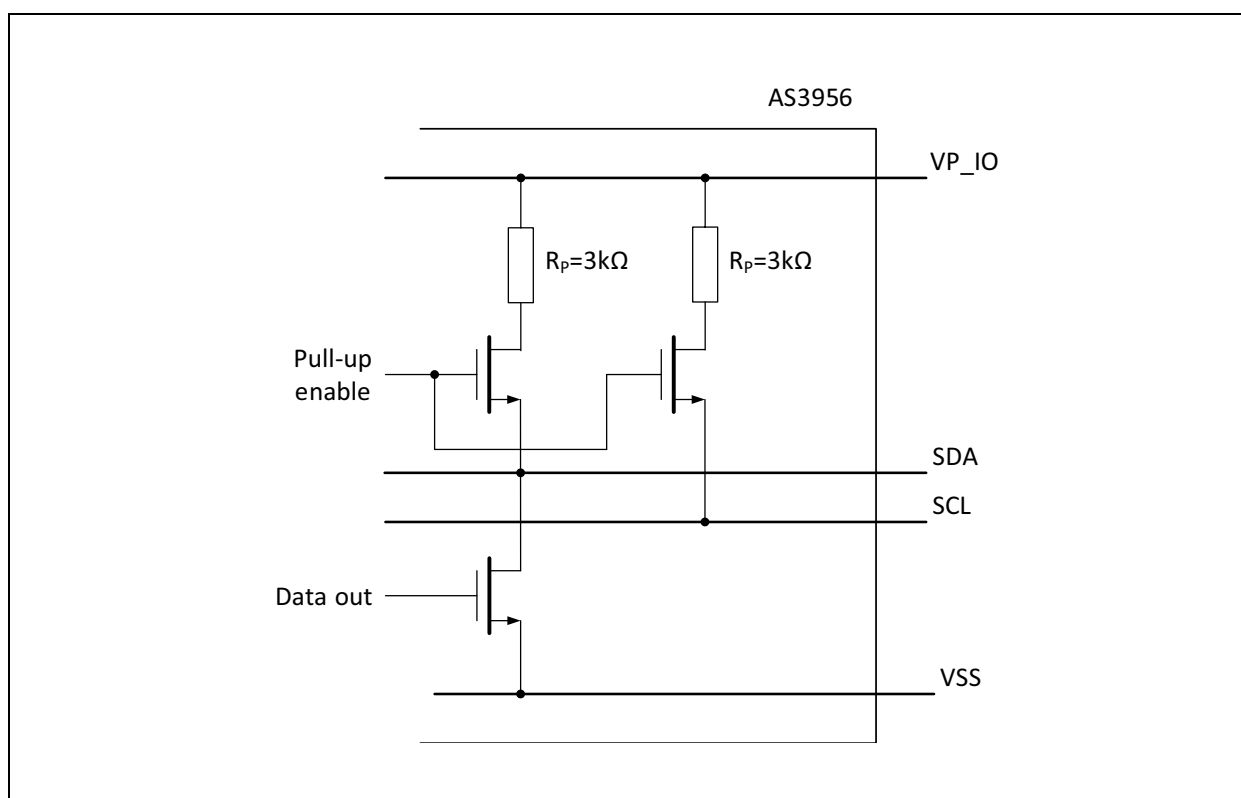 AS3956
VP_IO
Rₚ=3kΩ
Rₚ=3kΩ
Pull-up
enable
SDA
SCL
Data out
VSS